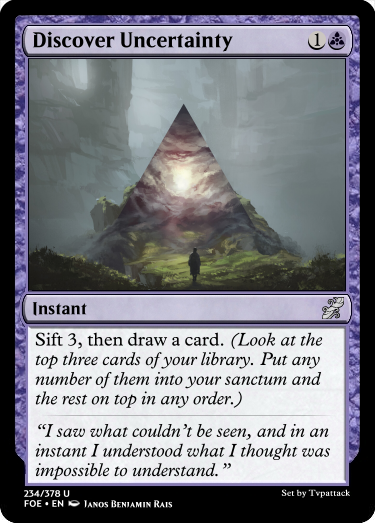 Discover Uncertainty 1
Instant
Sift 3, then draw a card. (Look at the
top three cards of your library. Put any
number of them into your sanctum and
the rest on top in any order.)
“I saw what couldn’t be seen, and in an
instant I understood what I thought was
impossible to understand.”
234/378 U
FOE • EN Janos Benjamin Rais
Set by Tvpattack